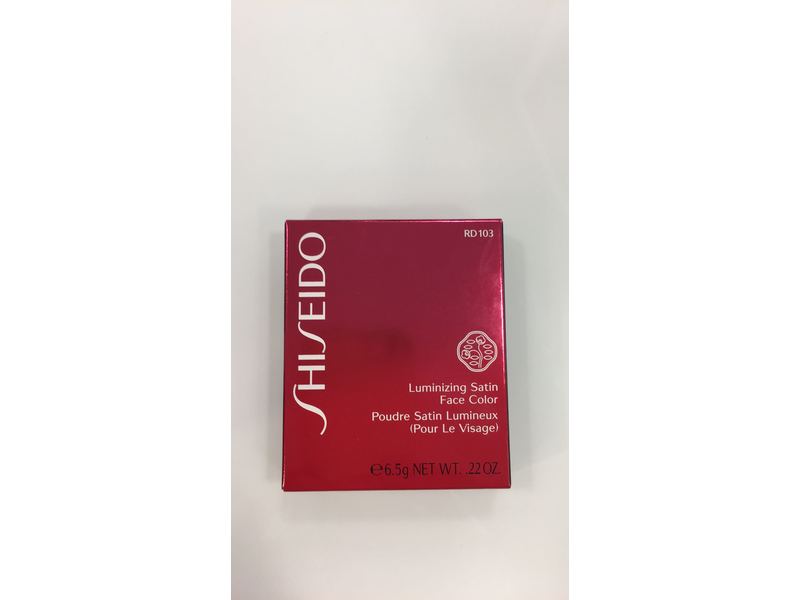 SHISEIDO
RD103
Luminizing Satin
Face Color
Poudre Satin Lumineux
(Pour Le Visage)
℮6.5g NET WT. .22 OZ.